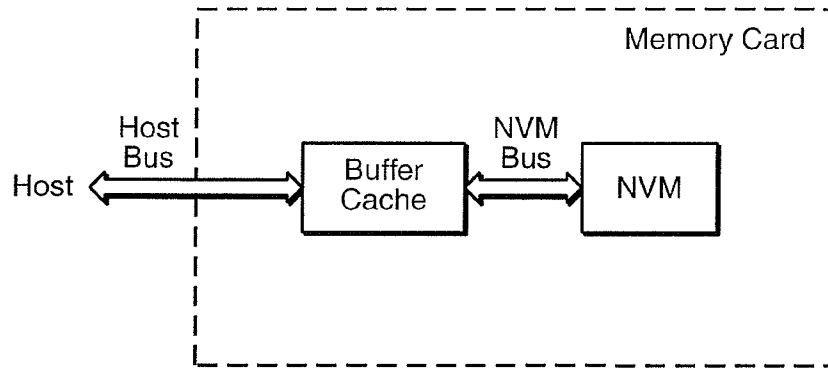 Memory Card
Host
Bus
NVM
Bus
Host
Buffer
Cache
NVM